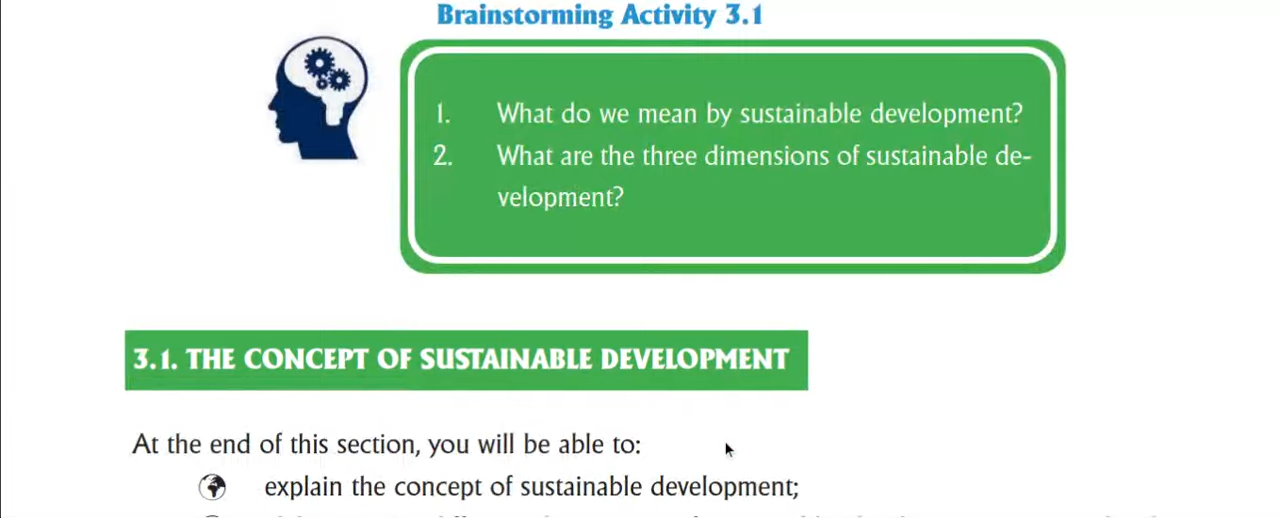 Brainstorming Activity 3.1
1. What do we mean by sustainable development?
2. What are the three dimensions of sustainable de-
velopment?
3.1. THE CONCEPT OF SUSTAINABLE DEVELOPMENT
At the end of this section, you will be able to:
explain the concept of sustainable development;